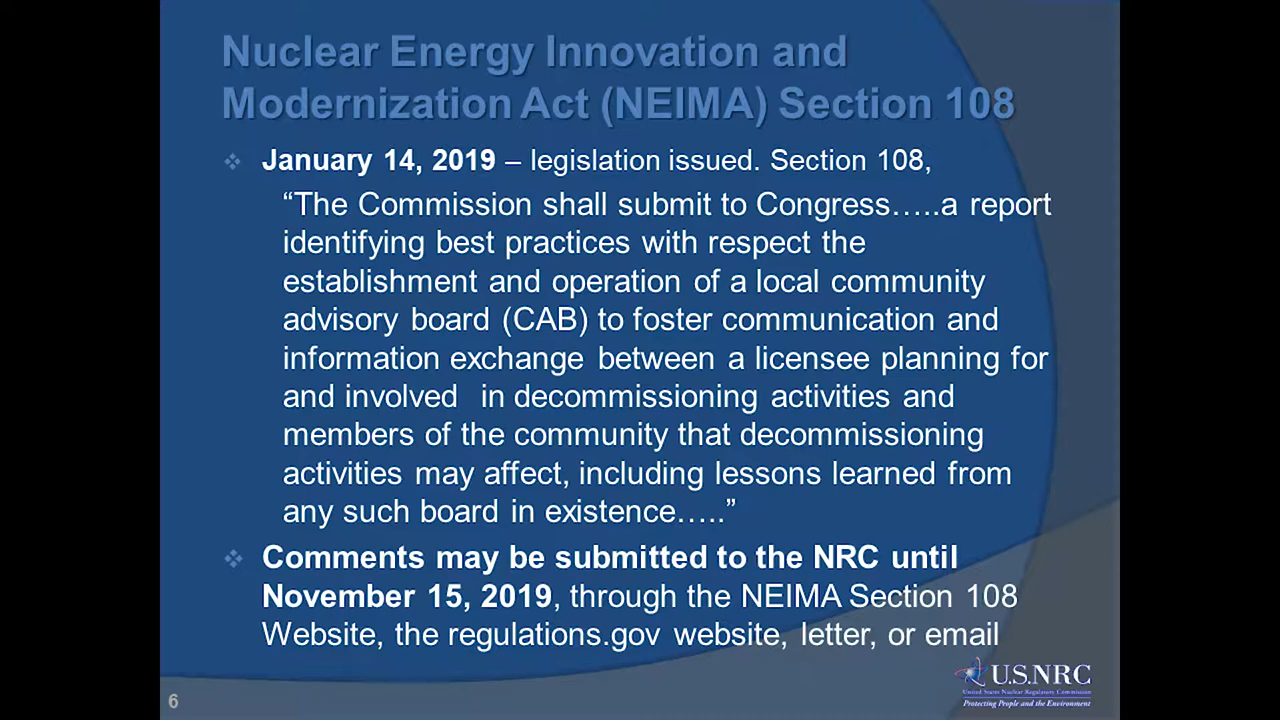 Nuclear Energy Innovation and
Modernization Act (NEIMA) Section 108
❖ January 14, 2019 – legislation issued. Section 108,
“The Commission shall submit to Congress…..a report
identifying best practices with respect the
establishment and operation of a local community
advisory board (CAB) to foster communication and
information exchange between a licensee planning for
and involved in decommissioning activities and
members of the community that decommissioning
activities may affect, including lessons learned from
any such board in existence…..”
❖ Comments may be submitted to the NRC until
November 15, 2019, through the NEIMA Section 108
Website, the regulations.gov website, letter, or email
U.S.NRC
United States Nuclear Regulatory Commission
Protecting People and the Environment
6